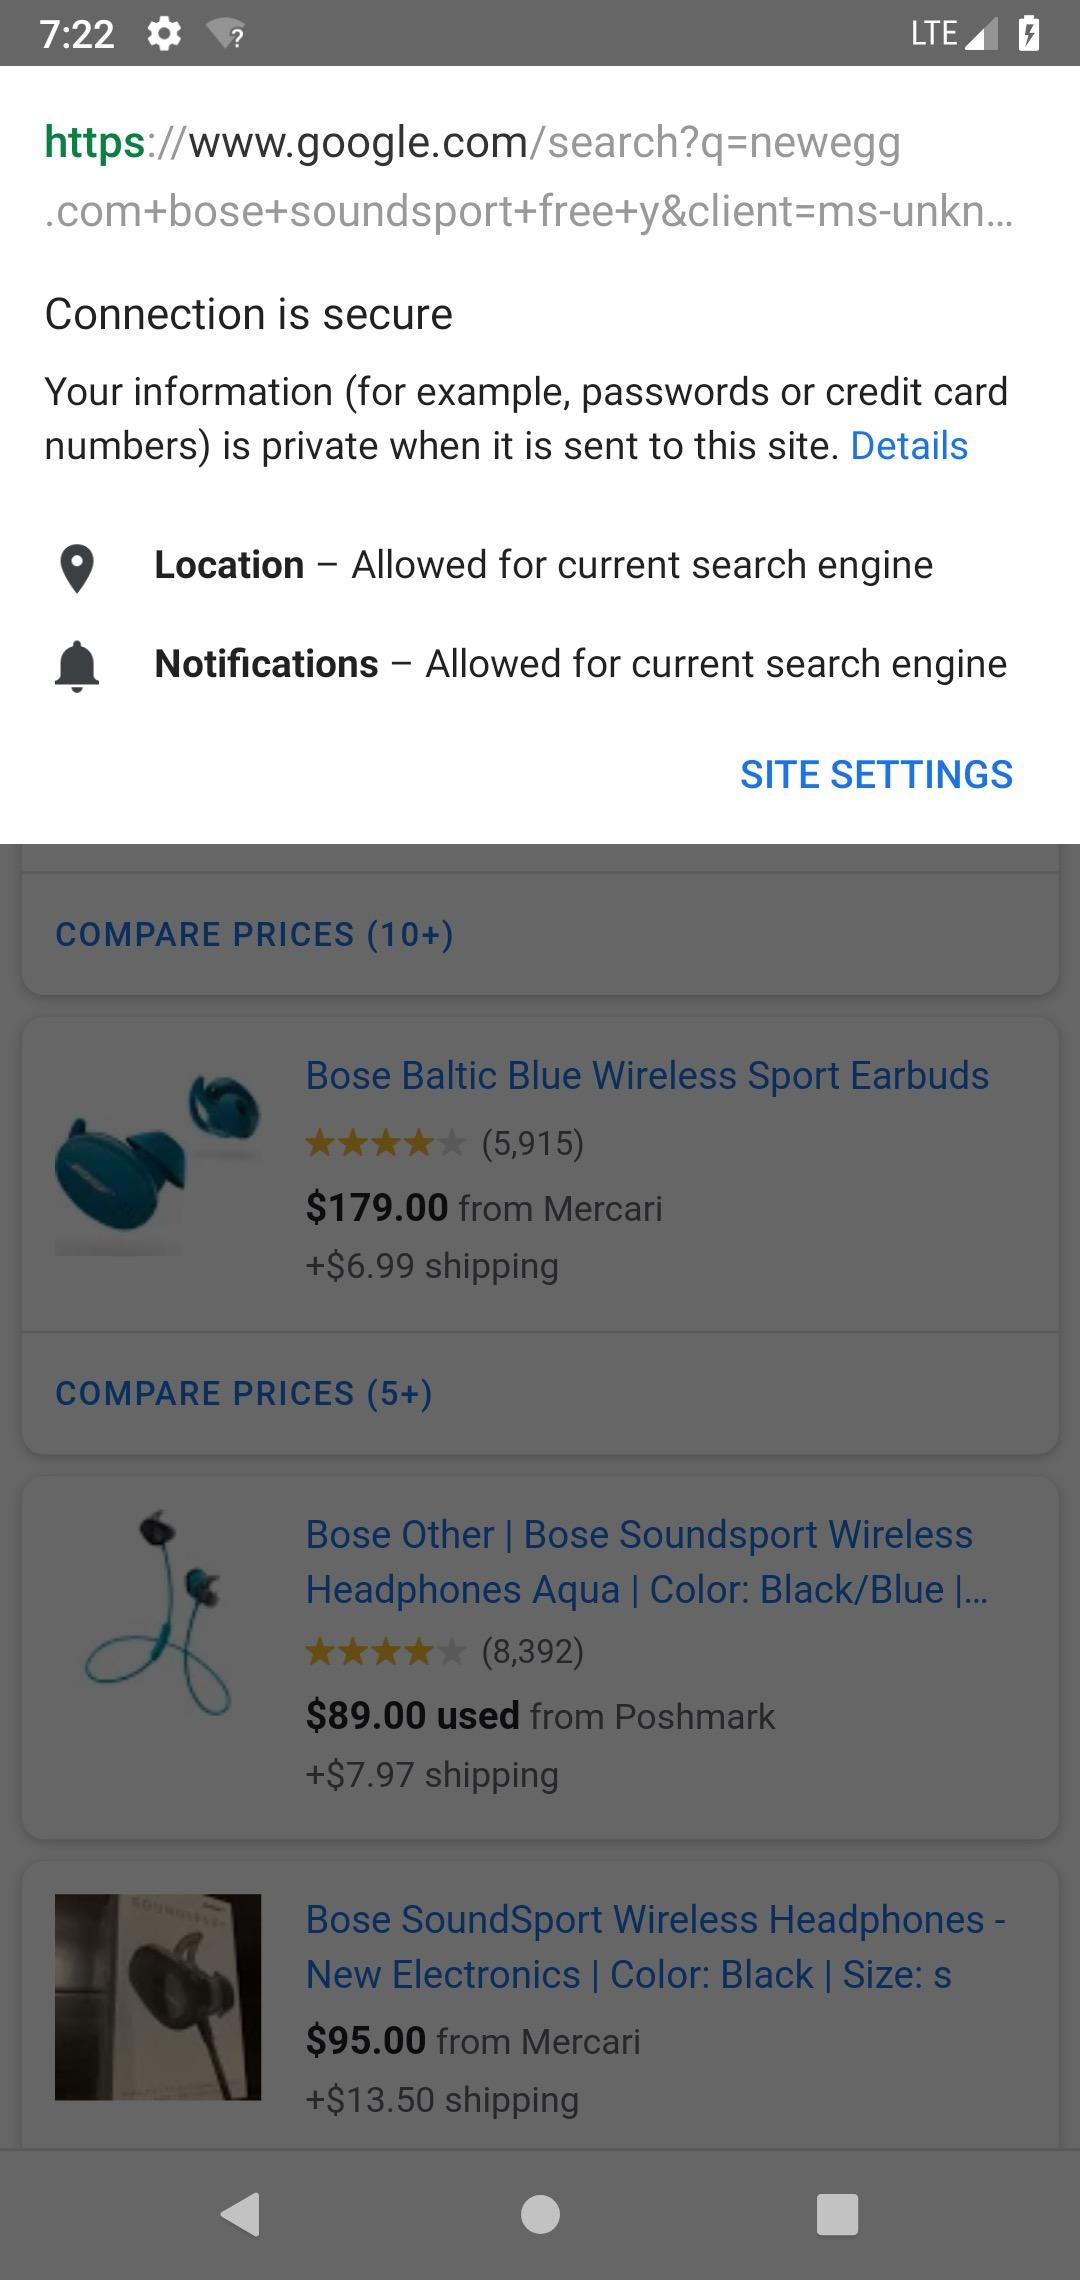 7:22
LTE
https://www.google.com/search?q=newegg
.com+bose+soundsport+free+y&client=ms-unkn...
Connection is secure
Your information (for example, passwords or credit card
numbers) is private when it is sent to this site. Details
Location – Allowed for current search engine
Notifications – Allowed for current search engine
SITE SETTINGS
COMPARE PRICES (10+)
Bose Baltic Blue Wireless Sport Earbuds
(5,915)
$179.00 from Mercari
+$6.99 shipping
COMPARE PRICES (5+)
Bose Other | Bose Soundsport Wireless
Headphones Aqua | Color: Black/Blue |...
(8,392)
$89.00 used from Poshmark
+$7.97 shipping
Bose SoundSport Wireless Headphones -
New Electronics | Color: Black | Size: s
$95.00 from Mercari
+$13.50 shipping